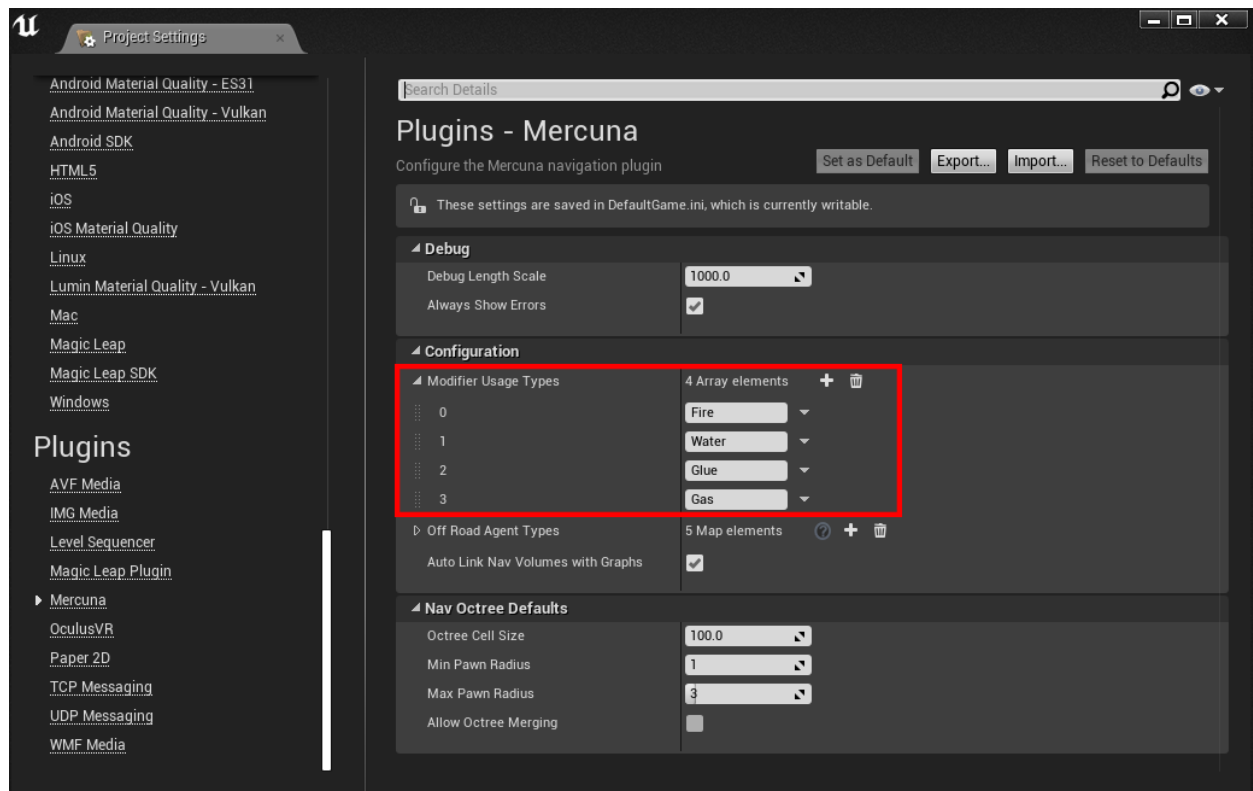 Project Settings
Android Material Quality - ES31
Android Material Quality - Vulkan
Android SDK
HTML5
iOS
iOS Material Quality
Linux
Lumin Material Quality - Vulkan
Mac
Magic Leap
Magic Leap SDK
Windows
Plugins
AVF Media
IMG Media
Level Sequencer
Magic Leap Plugin
Mercuna
OculusVR
Paper 2D
TCP Messaging
UDP Messaging
WMF Media
Search Details
Plugins - Mercuna
Configure the Mercuna navigation plugin
Set as Default Export... Import... Reset to Defaults
These settings are saved in DefaultGame.ini, which is currently writable.
Debug
Debug Length Scale 1000.0
Always Show Errors
Configuration
Modifier Usage Types 4 Array elements
0 Fire
1 Water
2 Glue
3 Gas
Off Road Agent Types 5 Map elements
Auto Link Nav Volumes with Graphs
Nav Octree Defaults
Octree Cell Size 100.0
Min Pawn Radius 1
Max Pawn Radius 3
Allow Octree Merging